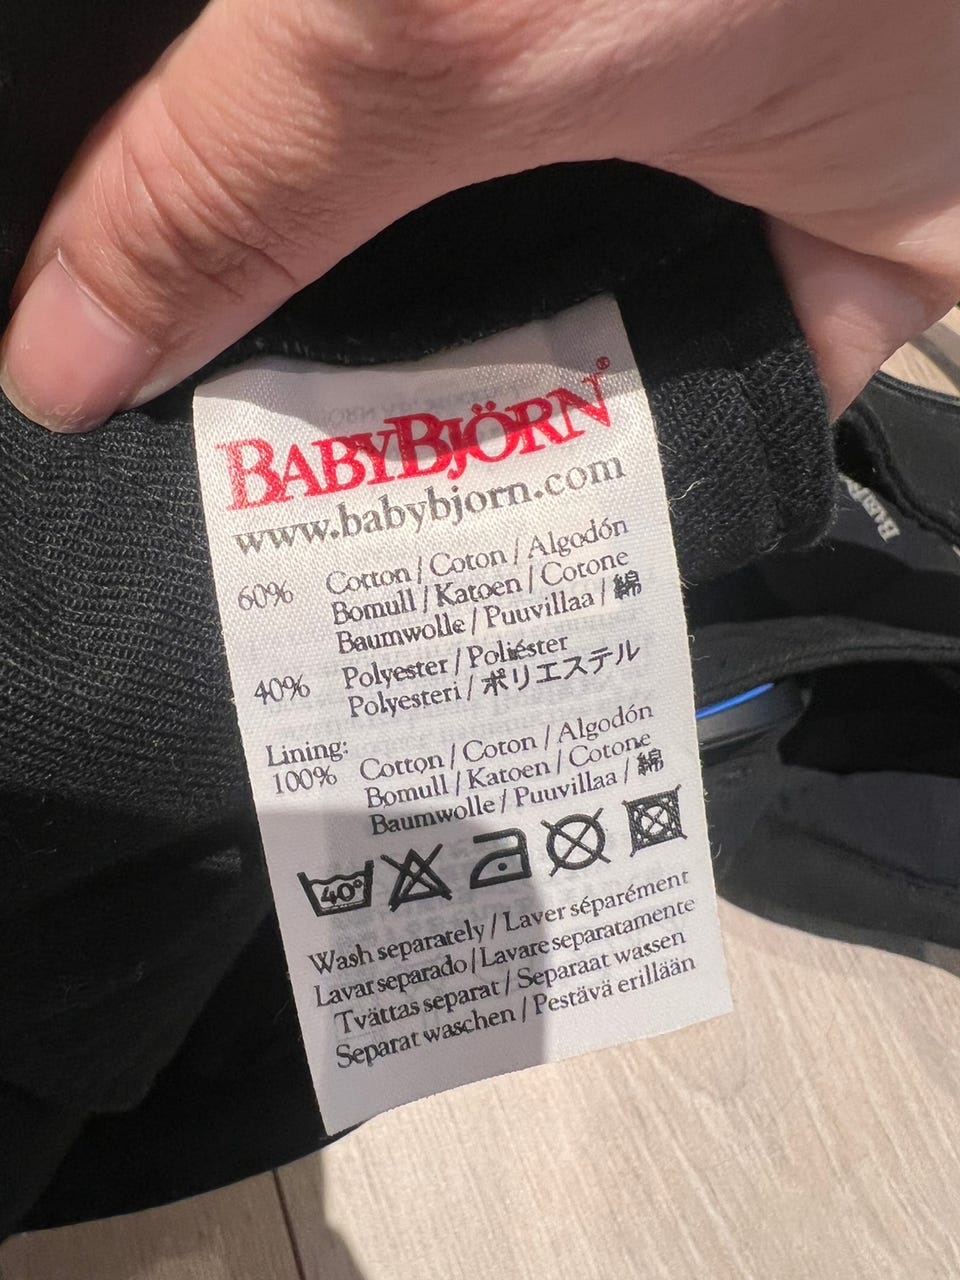 BABYBJÖRN®
www.babybjorn.com
60% Cotton / Coton / Algodón
Bomull / Katoen / Cotone
Baumwolle / Puuvillaa / 綿
40% Polyester / Poliéster
Polyesteri / ポリエステル
Lining:
100% Cotton / Coton / Algodón
Bomull / Katoen / Cotone
Baumwolle / Puuvillaa / 綿
40°
Wash separately / Laver séparément
Lavar separado / Lavare separatamente
Tvättas separat / Separaat wassen
Separat waschen / Pestävä erillään